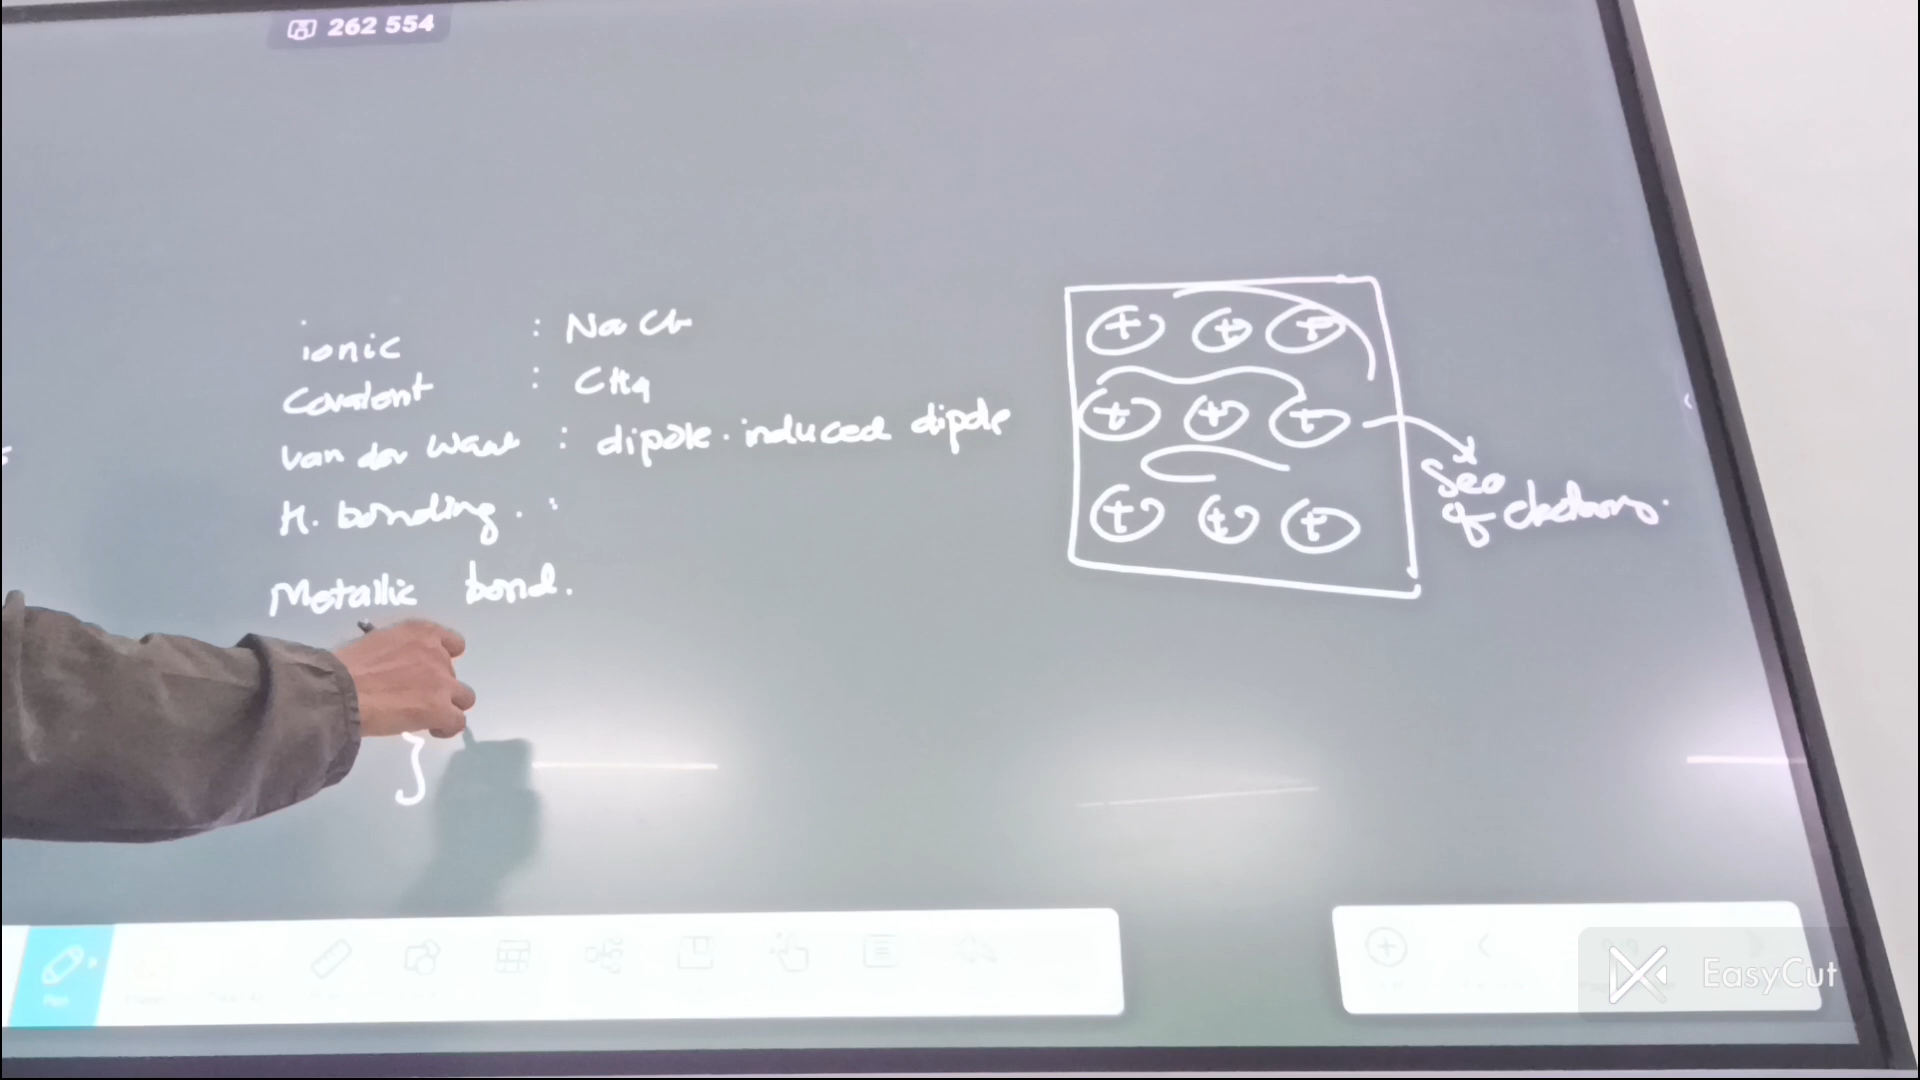 262 554
ionic : NaCl
Covalent : CH4
Van der Waal : dipole-induced dipole
H. bonding. :
Metallic bond.
+ + +
+ + +
+ + +
Sea
of electrons.
}
EasyCut